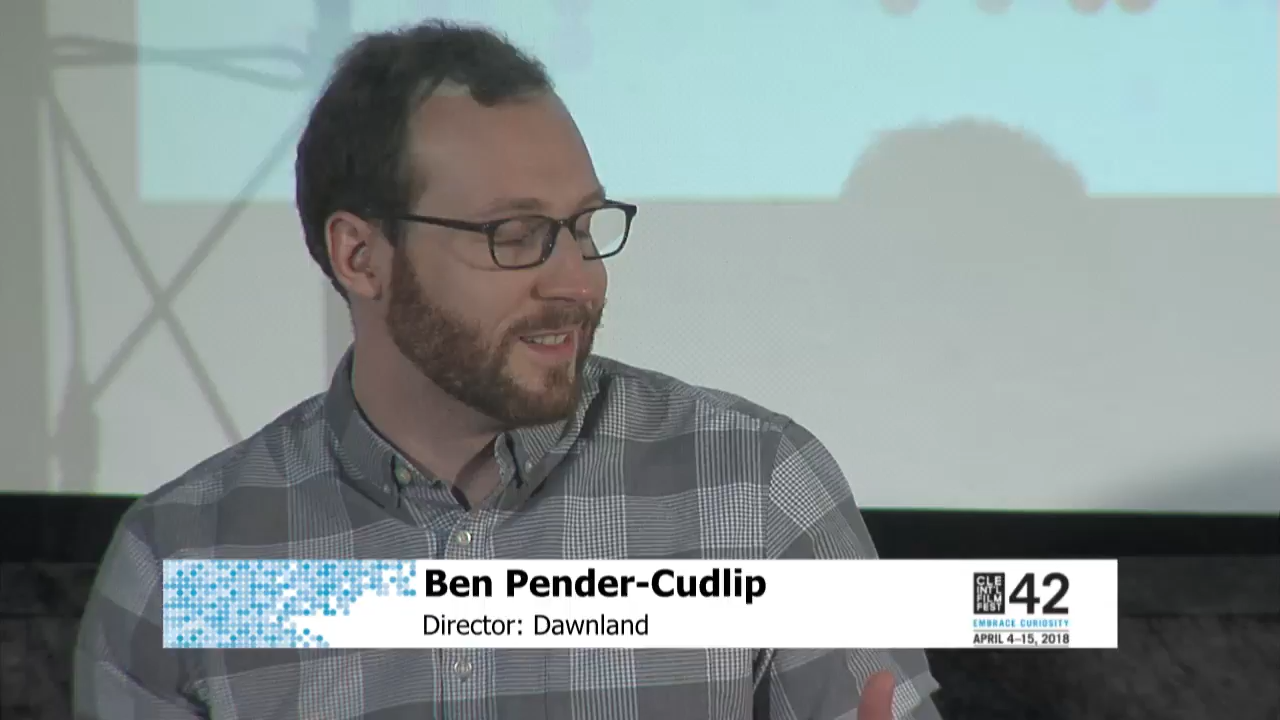 Ben Pender-Cudlip
Director: Dawnland
CLE
INT'L
FILM
FEST
42
EMBRACE CURIOSITY
APRIL 4–15, 2018